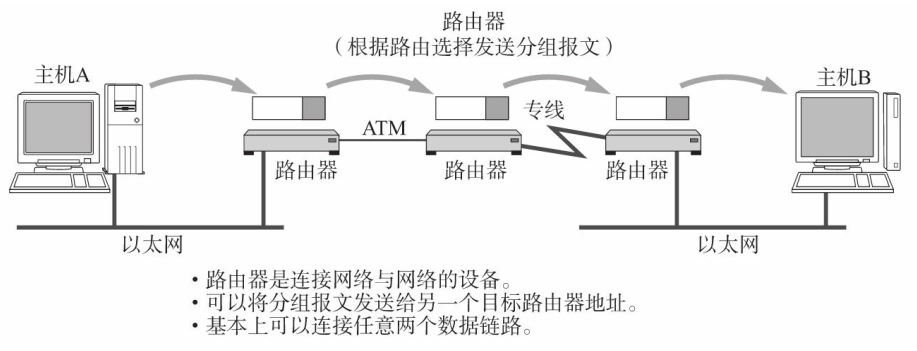 路由器
（根据路由选择发送分组报文）
主机A
主机B
专线
ATM
路由器
路由器
路由器
以太网
以太网
・路由器是连接网络与网络的设备。
・可以将分组报文发送给另一个目标路由器地址。
・基本上可以连接任意两个数据链路。